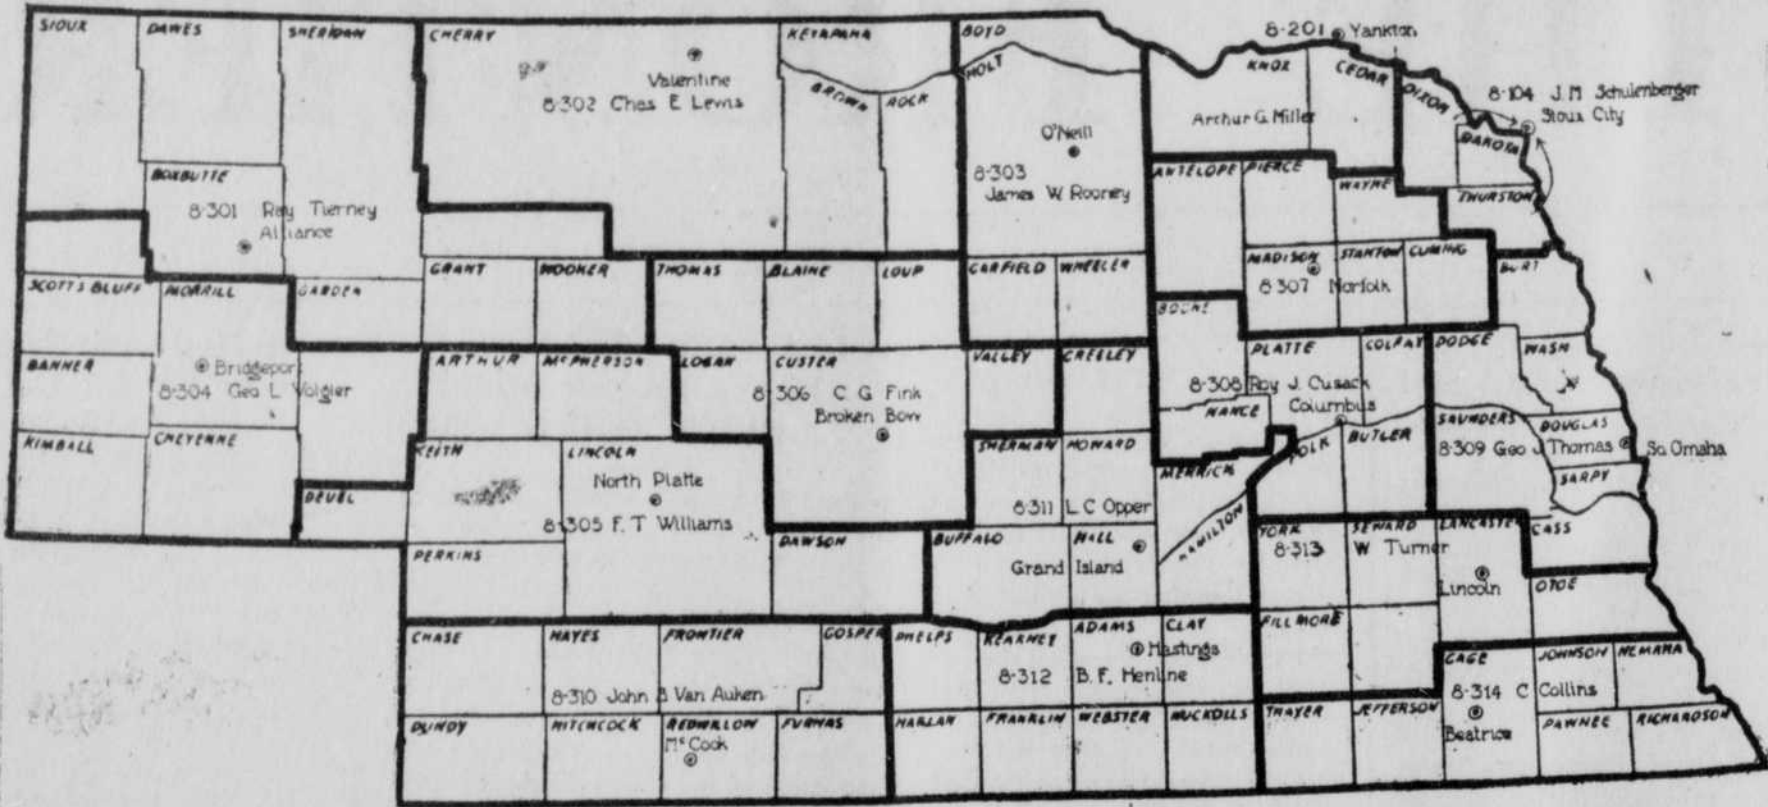 SIOUX
DAWES
SHERIDAN
CHERRY
KEYAPAHA
BOYD
8-201 Yankton
Valentine
8-302 Chas E Lewis
BROWN
ROCK
HOLT
KNOX
CEDAR
DIXON
8-104 J. M Schulenberger
Sioux City
O'Neill
8-303
James W Rooney
Arthur G. Miller
DAKOTA
BOXBUTTE
8-301 Ray Tierney
Alliance
ANTELOPE
PIERCE
WAYNE
THURSTON
SCOTTS BLUFF
MORRILL
GARDEN
GRANT
HOOKER
THOMAS
BLAINE
LOUP
GARFIELD
WHEELER
MADISON
STANTON
CUMING
BURT
8-307 Norfolk
BOONE
BANNER
Bridgeport
8-304 Geo L Volgier
ARTHUR
McPHERSON
LOGAN
CUSTER
8-306 C G Fink
Broken Bow
VALLEY
GREELEY
PLATTE
COLFAX
DODGE
WASH
8-308 Roy J. Cusack
Columbus
NANCE
KIMBALL
CHEYENNE
KEITH
LINCOLN
SHERMAN
HOWARD
MERRICK
POLK
BUTLER
SAUNDERS
DOUGLAS
8-309 Geo J Thomas
So. Omaha
SARPY
DEUEL
North Platte
8-305 F. T Williams
8-311 L C Opper
HAMILTON
PERKINS
DAWSON
BUFFALO
HALL
Grand Island
YORK
SEWARD
LANCASTER
CASS
8-313 W Turner
Lincoln
OTOE
CHASE
HAYES
FRONTIER
GOSPER
PHELPS
KEARNEY
ADAMS
CLAY
FILLMORE
Hastings
8-312 B. F. Henline
8-310 John B Van Auken
GAGE
JOHNSON
NEMAHA
8-314 C Collins
Beatrice
DUNDY
HITCHCOCK
REDWILLOW
FURNAS
HARLAN
FRANKLIN
WEBSTER
NUCKOLLS
THAYER
JEFFERSON
PAWNEE
RICHARDSON
McCook